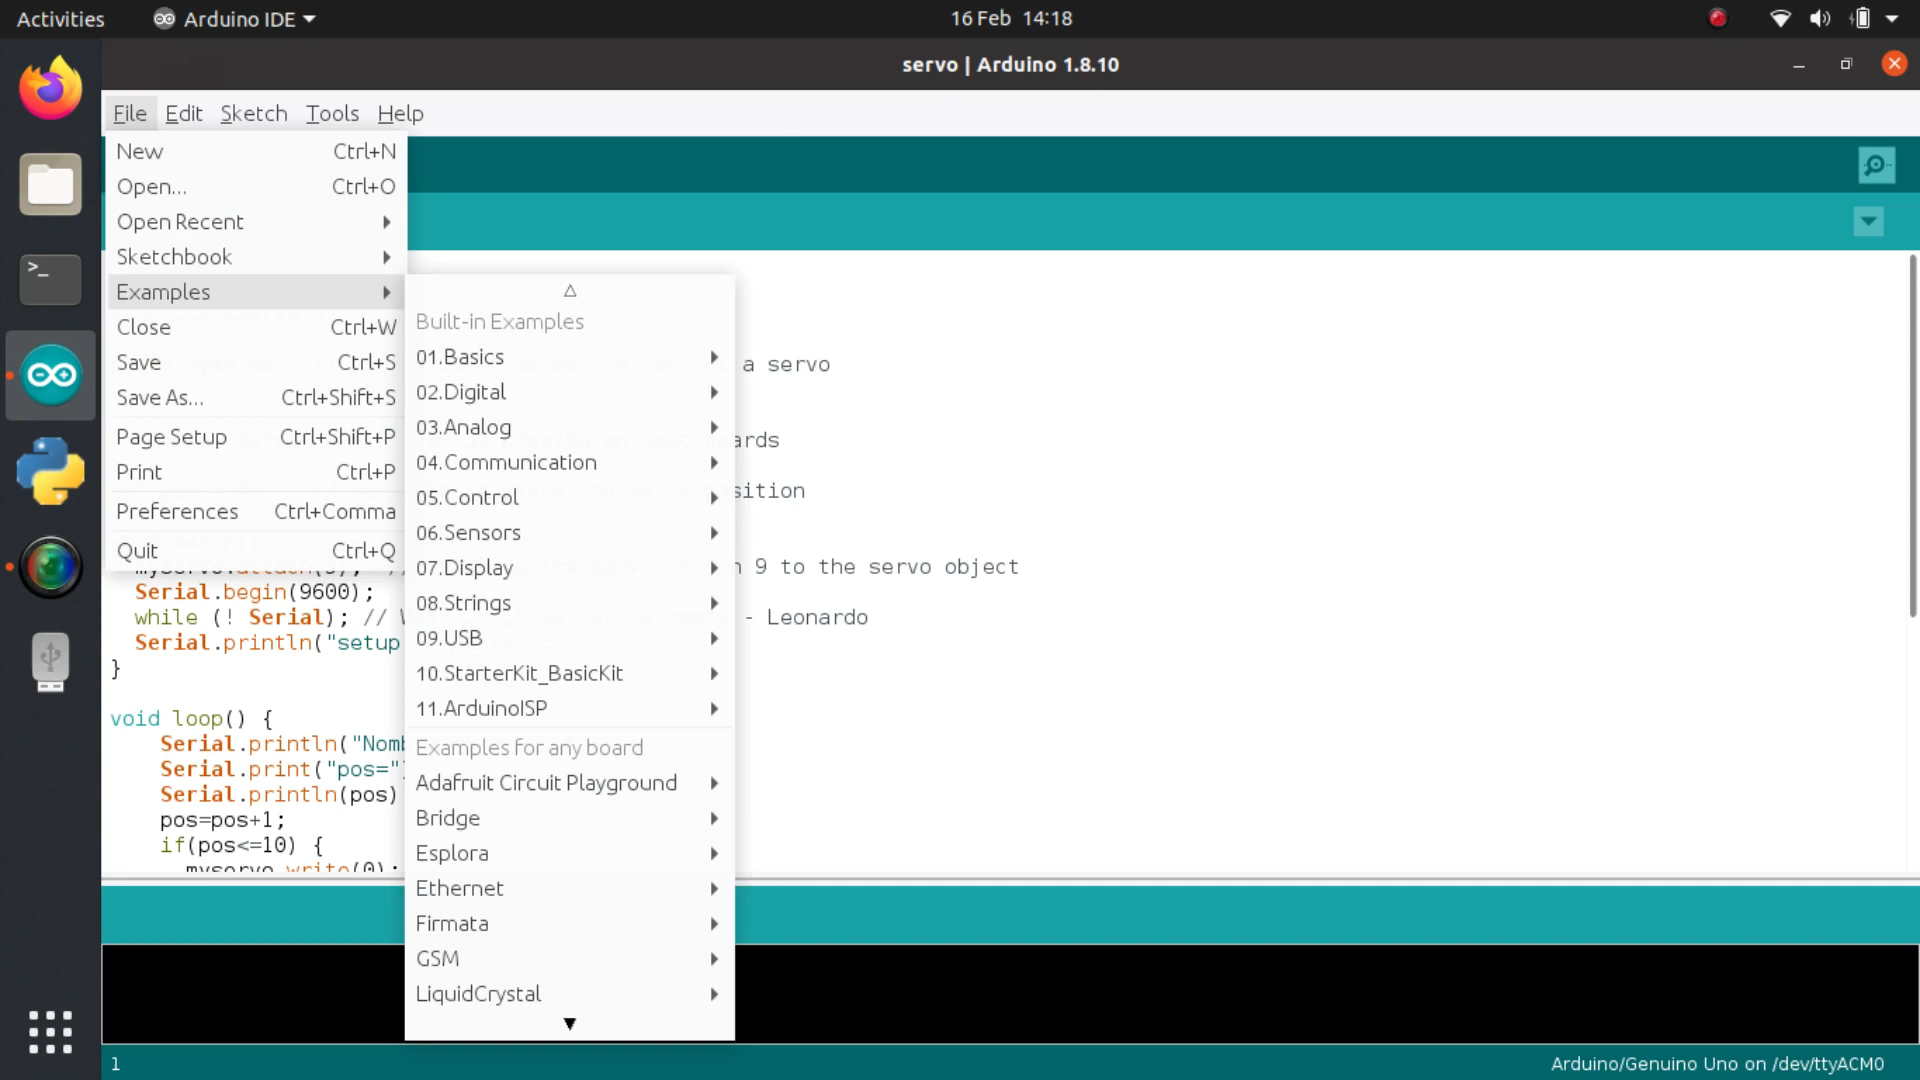 Activities
Arduino IDE
16 Feb 14:18
servo | Arduino 1.8.10
File Edit Sketch Tools Help
New Ctrl+N
Open... Ctrl+O
Open Recent
Sketchbook
Examples
Close Ctrl+W
Save Ctrl+S
Save As... Ctrl+Shift+S
Page Setup Ctrl+Shift+P
Print Ctrl+P
Preferences Ctrl+Comma
Quit Ctrl+Q
Built-in Examples
01.Basics
02.Digital
03.Analog
04.Communication
05.Control
06.Sensors
07.Display
08.Strings
09.USB
10.StarterKit_BasicKit
11.ArduinoISP
Examples for any board
Adafruit Circuit Playground
Bridge
Esplora
Ethernet
Firmata
GSM
LiquidCrystal
a servo
ards
sition
9 to the servo object
Serial.begin(9600);
while (! Serial); // - Leonardo
Serial.println("setup
}
void loop() {
Serial.println("Nomb
Serial.print("pos="
Serial.println(pos)
pos=pos+1;
if(pos<=10) {
myservo.write(0);
1
Arduino/Genuino Uno on /dev/ttyACM0